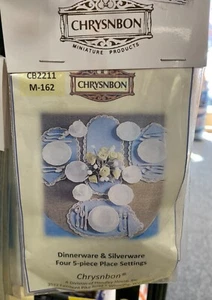 CHRYSNBON
MINIATURE PRODUCTS
CB2211
M-162
CHRYSNBON
Dinnerware & Silverware
Four 5-piece Place Settings
Chrysnbon®